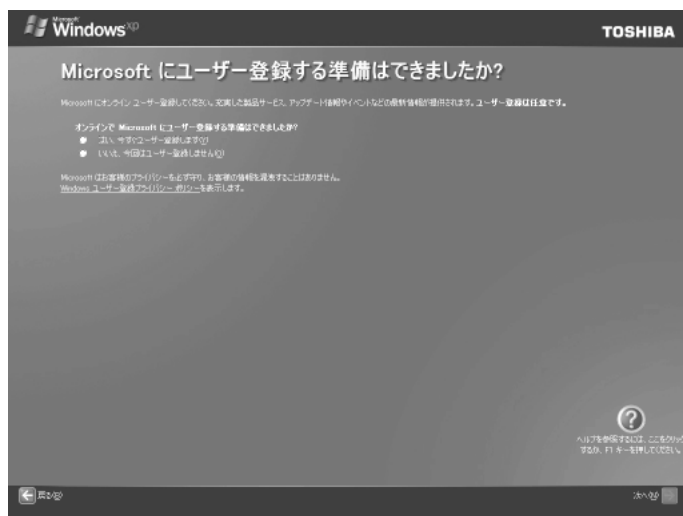 Microsoft
Windows xp
TOSHIBA
Microsoft にユーザー登録する準備はできましたか?
Microsoft にオンライン ユーザー登録してください。充実した製品サービス、アップデート情報やイベントなどの最新情報が提供されます。ユーザー登録は任意です。
オンラインで Microsoft にユーザー登録する準備はできましたか?
はい、今すぐユーザー登録します(Y)
いいえ、今回はユーザー登録しません(O)
Microsoft はお客様のプライバシーを必ず守り、お客様の情報を漏洩することはありません。
Windows ユーザー登録プライバシー ポリシーを表示します。
?
ヘルプを参照するには、ここをクリック
するか、F1 キーを押してください。
戻る(B)
次へ(N)